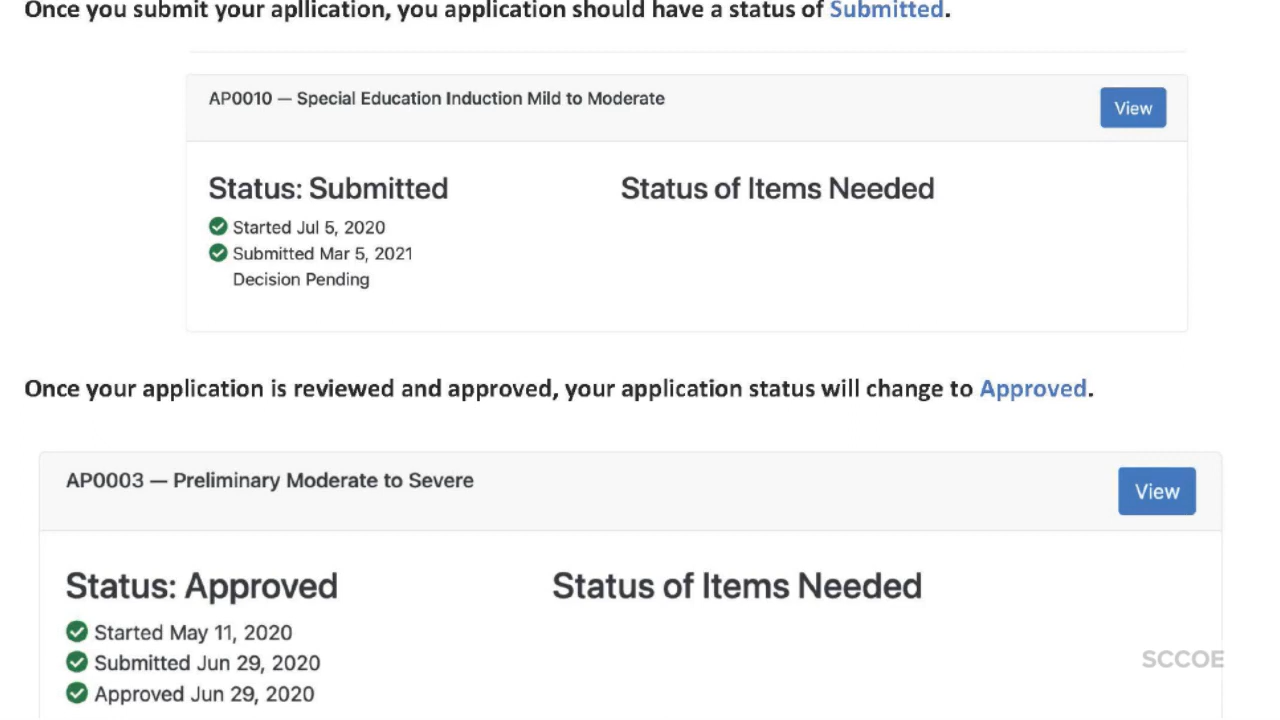 Once you submit your apllication, you application should have a status of Submitted.
AP0010 — Special Education Induction Mild to Moderate
View
Status: Submitted
Status of Items Needed
Started Jul 5, 2020
Submitted Mar 5, 2021
Decision Pending
Once your application is reviewed and approved, your application status will change to Approved.
AP0003 — Preliminary Moderate to Severe
View
Status: Approved
Status of Items Needed
Started May 11, 2020
Submitted Jun 29, 2020
Approved Jun 29, 2020
SCCOE